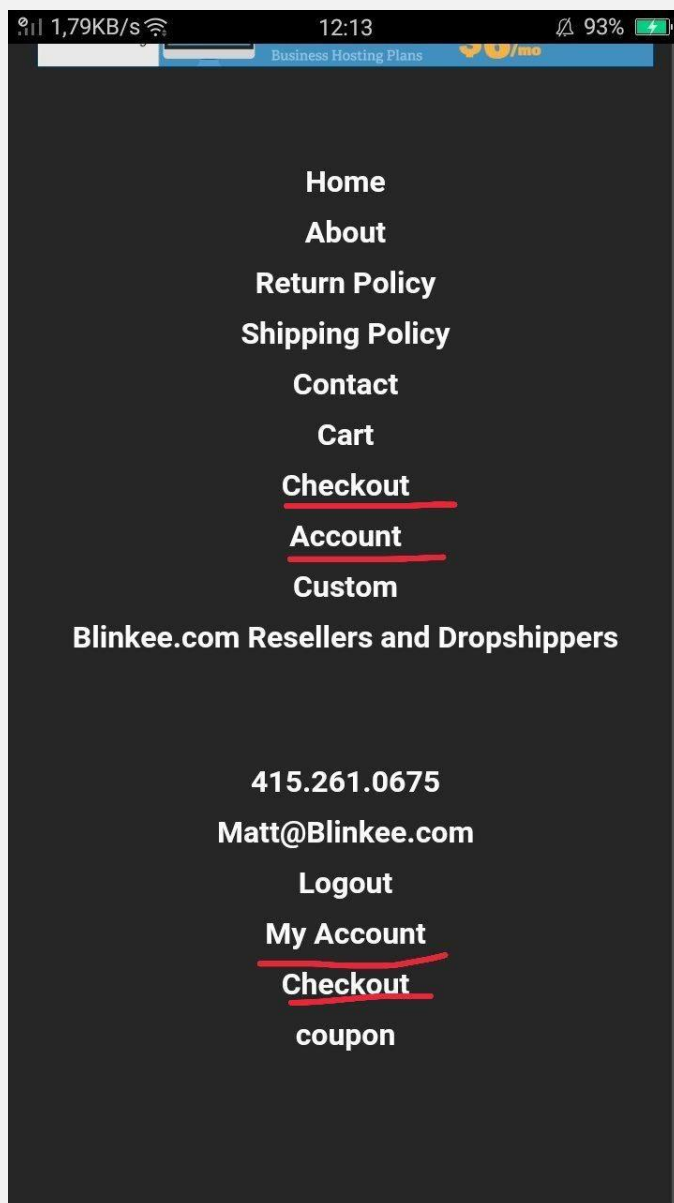 1,79KB/s 12:13 93%
$6/mo
Business Hosting Plans
Home
About
Return Policy
Shipping Policy
Contact
Cart
Checkout
Account
Custom
Blinkee.com Resellers and Dropshippers
415.261.0675
Matt@Blinkee.com
Logout
My Account
Checkout
coupon